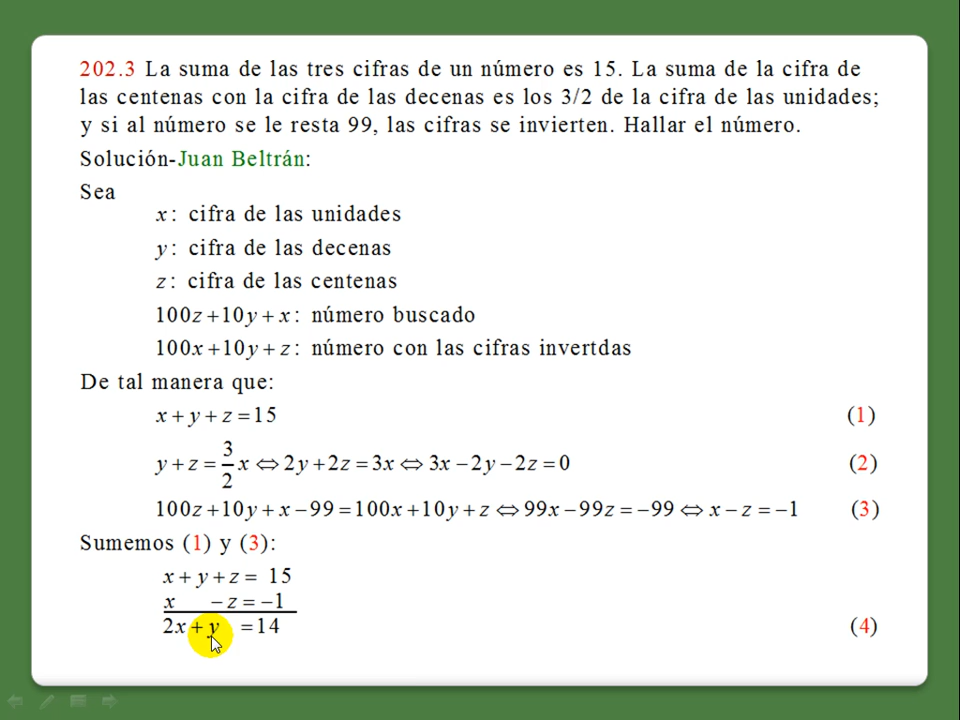 202.3 La suma de las tres cifras de un número es 15. La suma de la cifra de
las centenas con la cifra de las decenas es los 3/2 de la cifra de las unidades;
y si al número se le resta 99, las cifras se invierten. Hallar el número.
Solución-Juan Beltrán:
Sea
x: cifra de las unidades
y: cifra de las decenas
z: cifra de las centenas
100z+10y+x: número buscado
100x+10y+z: número con las cifras invertdas
De tal manera que:
x+y+z=15 (1)
y+z=3/2 x⇔2y+2z=3x⇔3x−2y−2z=0 (2)
100z+10y+x−99=100x+10y+z⇔99x−99z=−99⇔x−z=−1 (3)
Sumemos (1) y (3):
x+y+z= 15
x −z=−1
2x+y =14 (4)